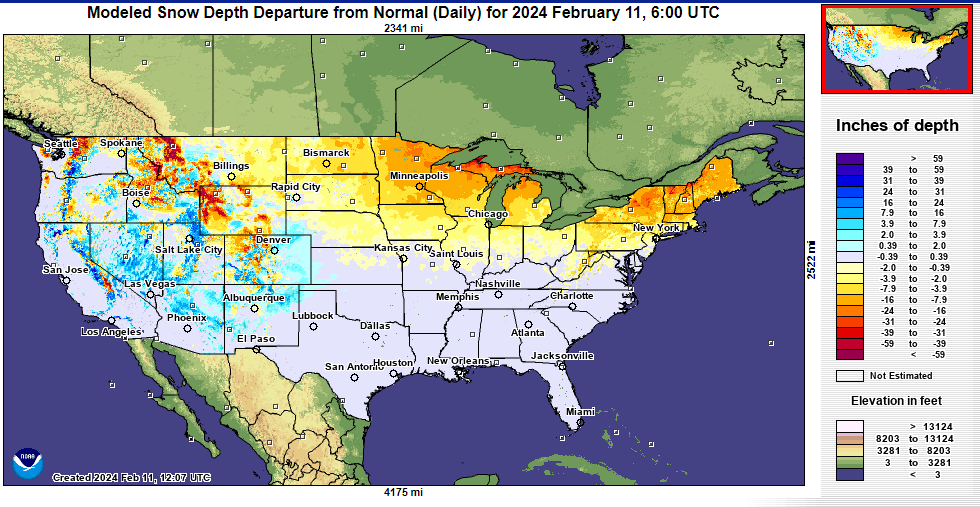 Modeled Snow Depth Departure from Normal (Daily) for 2024 February 11, 6:00 UTC
2341 mi
Seattle
Spokane
Billings
Bismarck
Minneapolis
Boise
Rapid City
Chicago
New York
Salt Lake City
Denver
Kansas City
Saint Louis
San Jose
Las Vegas
Nashville
Albuquerque
Memphis
Charlotte
Phoenix
Lubbock
Los Angeles
El Paso
Dallas
Atlanta
San Antonio
Houston
New Orleans
Jacksonville
Miami
NOAA
Created 2024 Feb 11, 12:07 UTC
4175 mi
2522 mi
Inches of depth
> 59
39 to 59
31 to 39
24 to 31
16 to 24
7.9 to 16
3.9 to 7.9
2.0 to 3.9
0.39 to 2.0
-0.39 to 0.39
-2.0 to -0.39
-3.9 to -2.0
-7.9 to -3.9
-16 to -7.9
-24 to -16
-31 to -24
-39 to -31
-59 to -39
< -59
Not Estimated
Elevation in feet
> 13124
8203 to 13124
3281 to 8203
3 to 3281
< 3